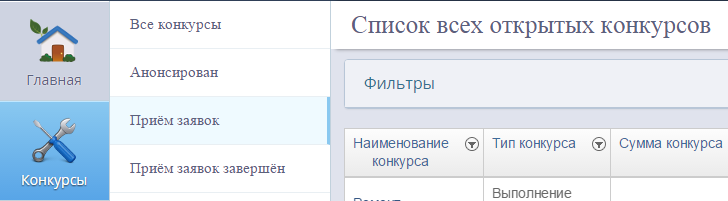 Главная
Конкурсы
Все конкурсы
Анонсирован
Приём заявок
Приём заявок завершён
Список всех открытых конкурсов
Фильтры
Наименование
конкурса
Тип конкурса
Сумма конкурса
Выполнение